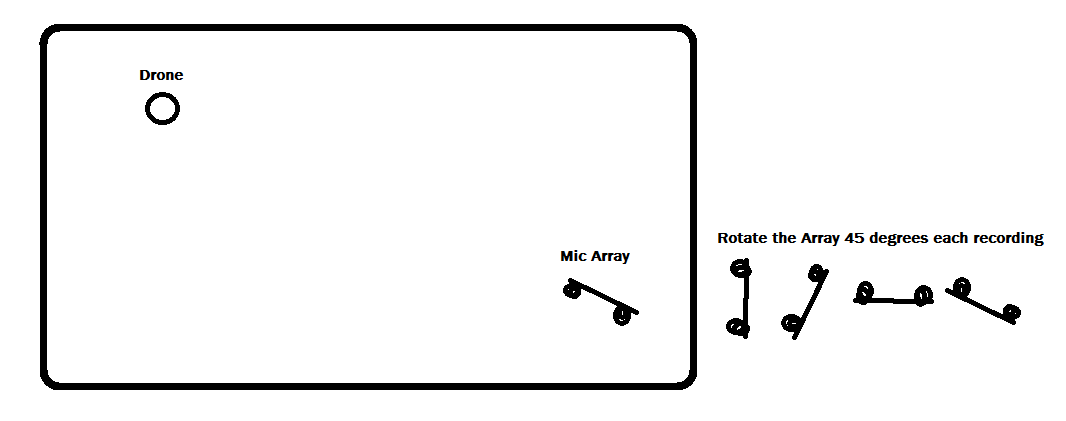 Drone
Mic Array
Rotate the Array 45 degrees each recording